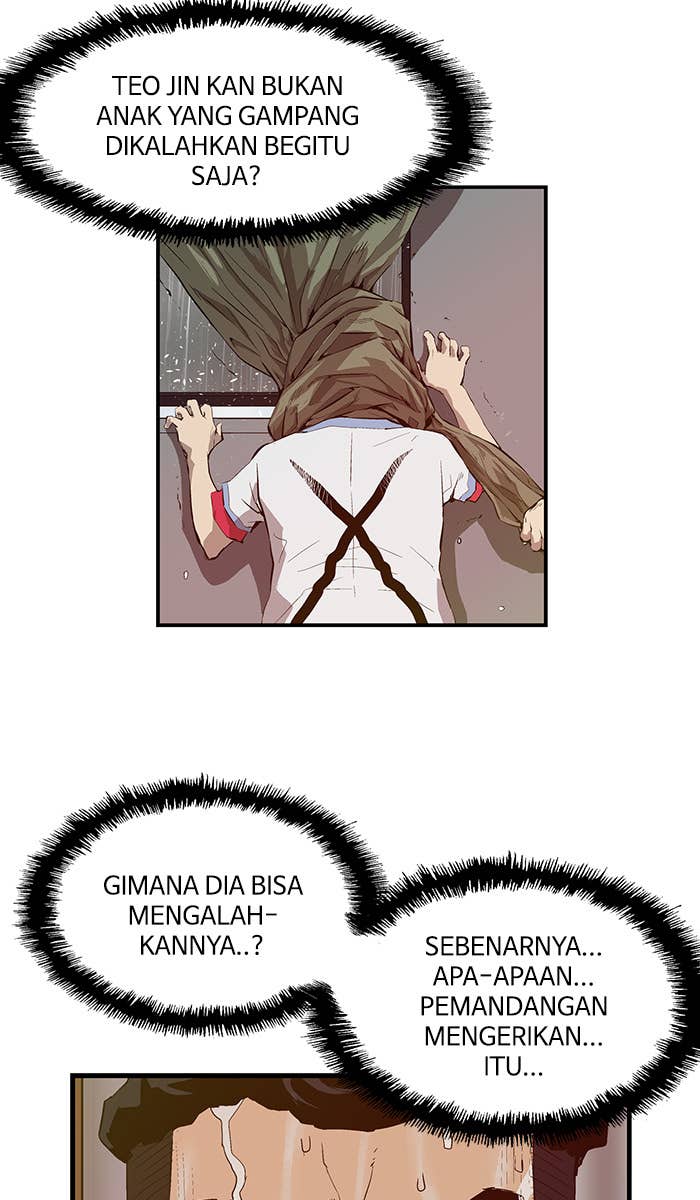 TEO JIN KAN BUKAN
ANAK YANG GAMPANG
DIKALAHKAN BEGITU
SAJA?
GIMANA DIA BISA
MENGALAH-
KANNYA..?
SEBENARNYA...
APA-APAAN...
PEMANDANGAN
MENGERIKAN...
ITU...